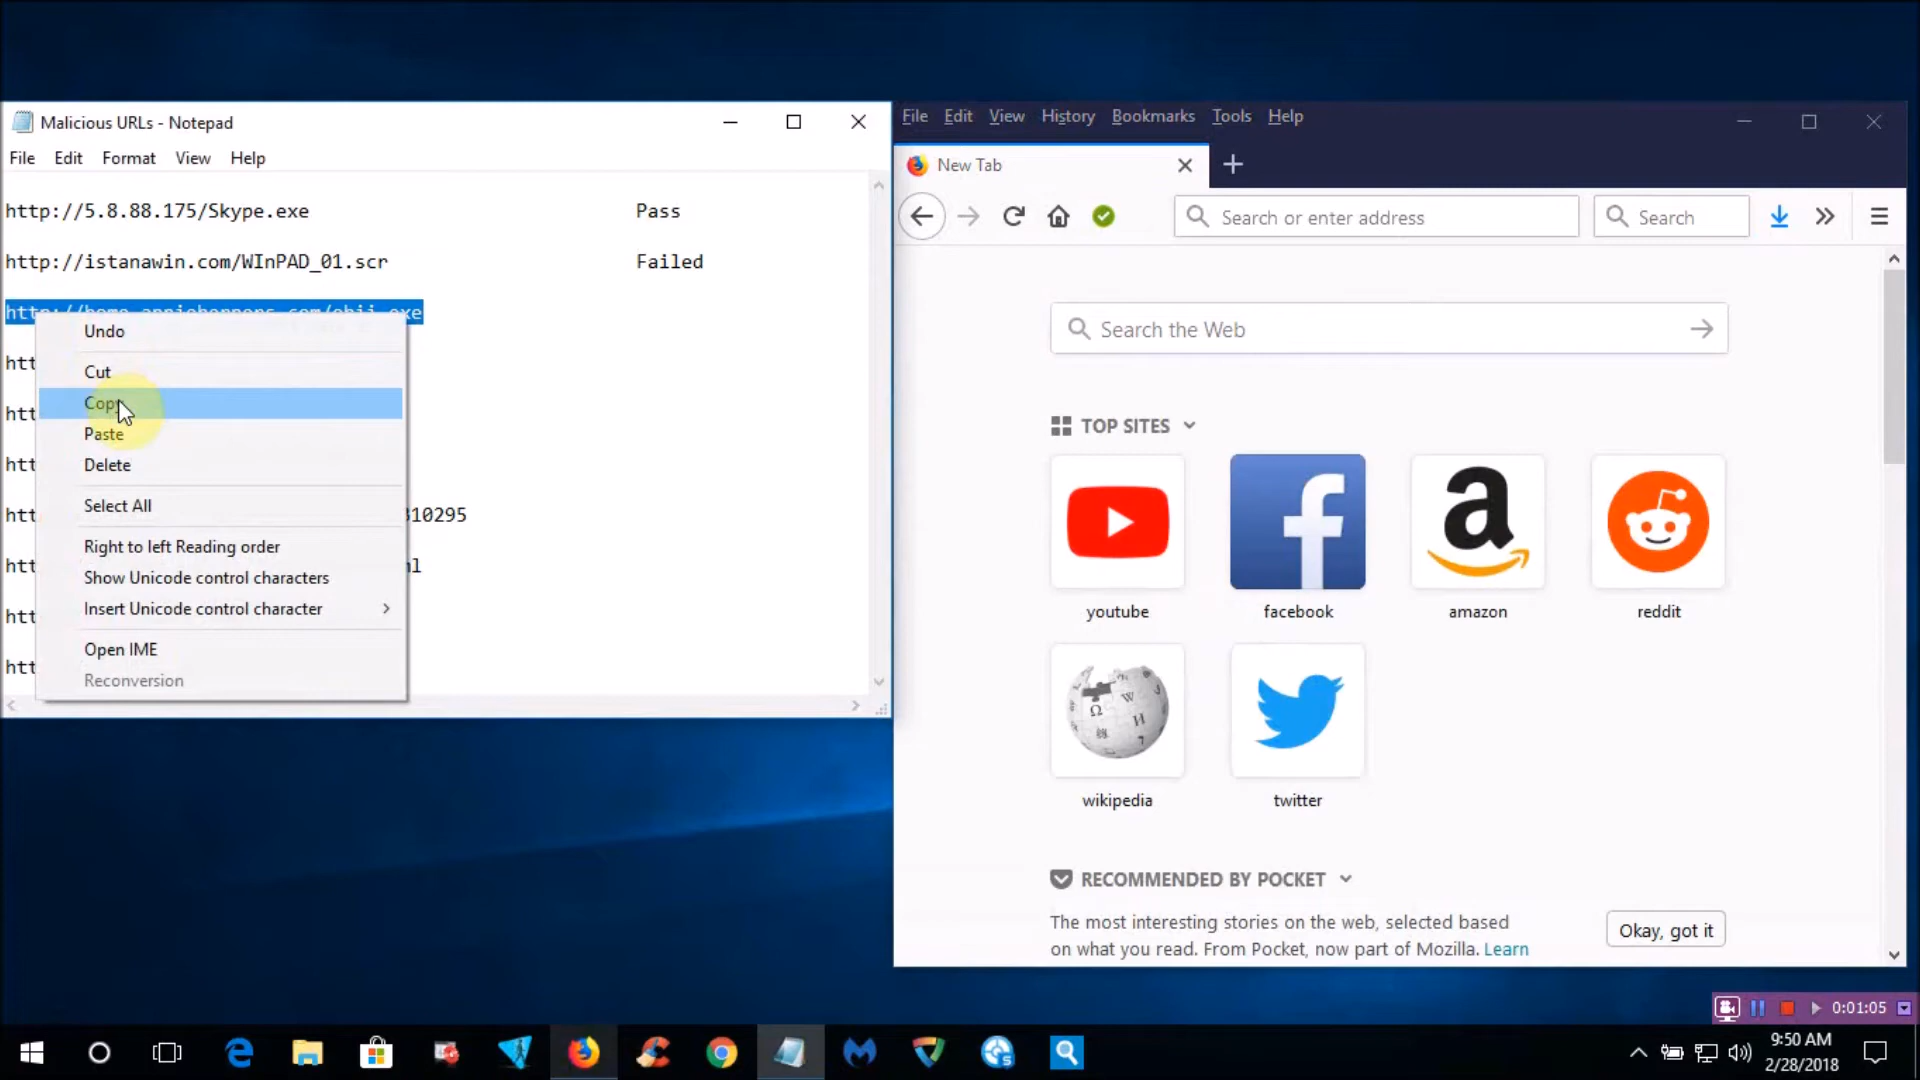 Malicious URLs - Notepad
File Edit Format View Help
http://5.8.88.175/Skype.exe Pass
http://istanawin.com/WInPAD_01.scr Failed
Undo
htt
Cut
Copy
htt
Paste
htt
Delete
Select All
htt 310295
Right to left Reading order
htt
Show Unicode control characters
htt
Insert Unicode control character
Open IME
htt
Reconversion
File Edit View History Bookmarks Tools Help
New Tab
Search or enter address
Search
Search the Web
TOP SITES
youtube facebook amazon reddit
wikipedia twitter
RECOMMENDED BY POCKET
The most interesting stories on the web, selected based
on what you read. From Pocket, now part of Mozilla. Learn
Okay, got it
0:01:05
9:50 AM
2/28/2018